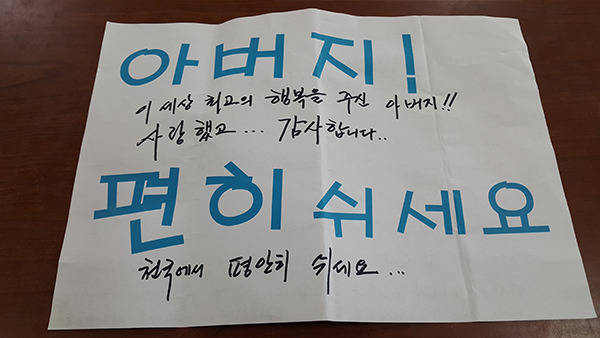 아버지!
이 세상 최고의 행복을 주신 아버지!!
사랑했고... 감사합니다..
편히 쉬세요
천국에서 평안히 쉬세요...